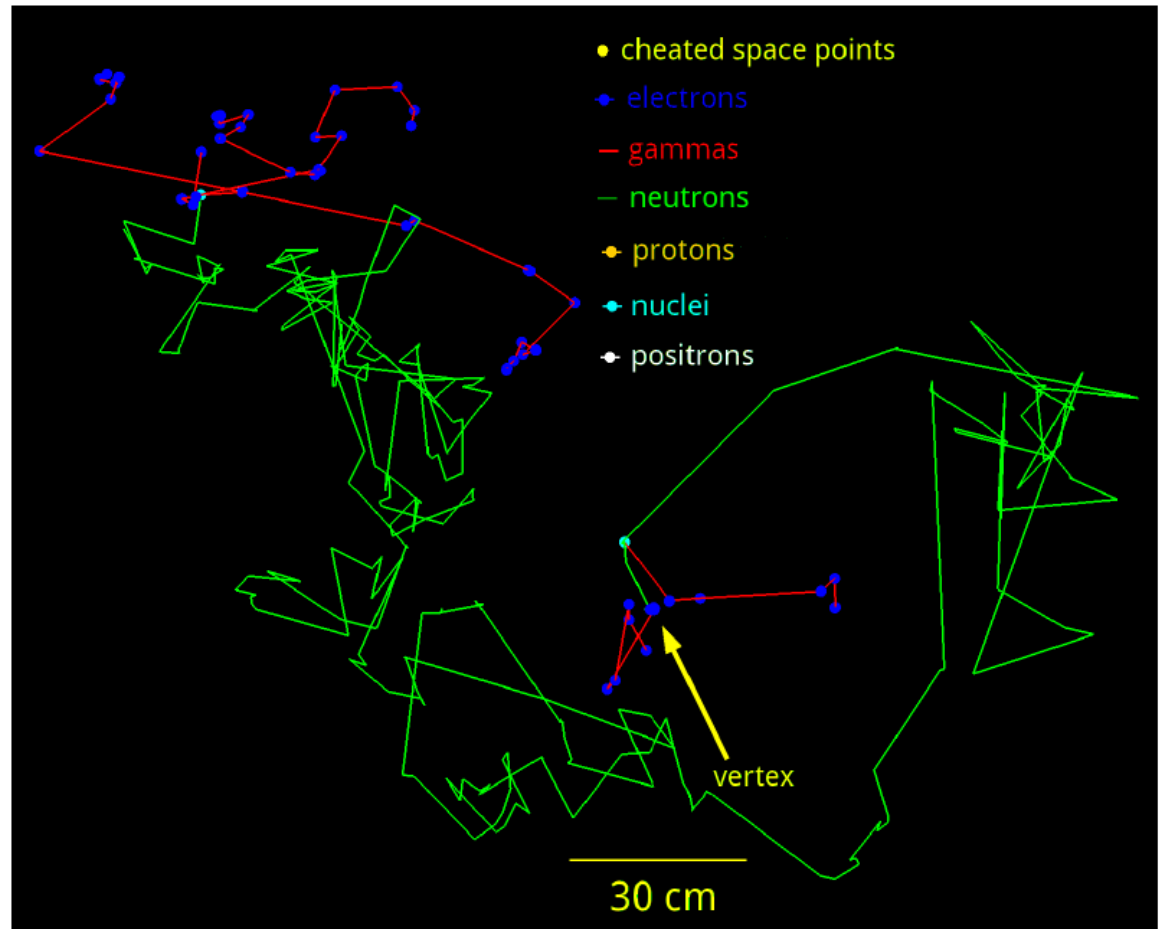 cheated space points
electrons
gammas
neutrons
protons
nuclei
positrons
vertex
30 cm